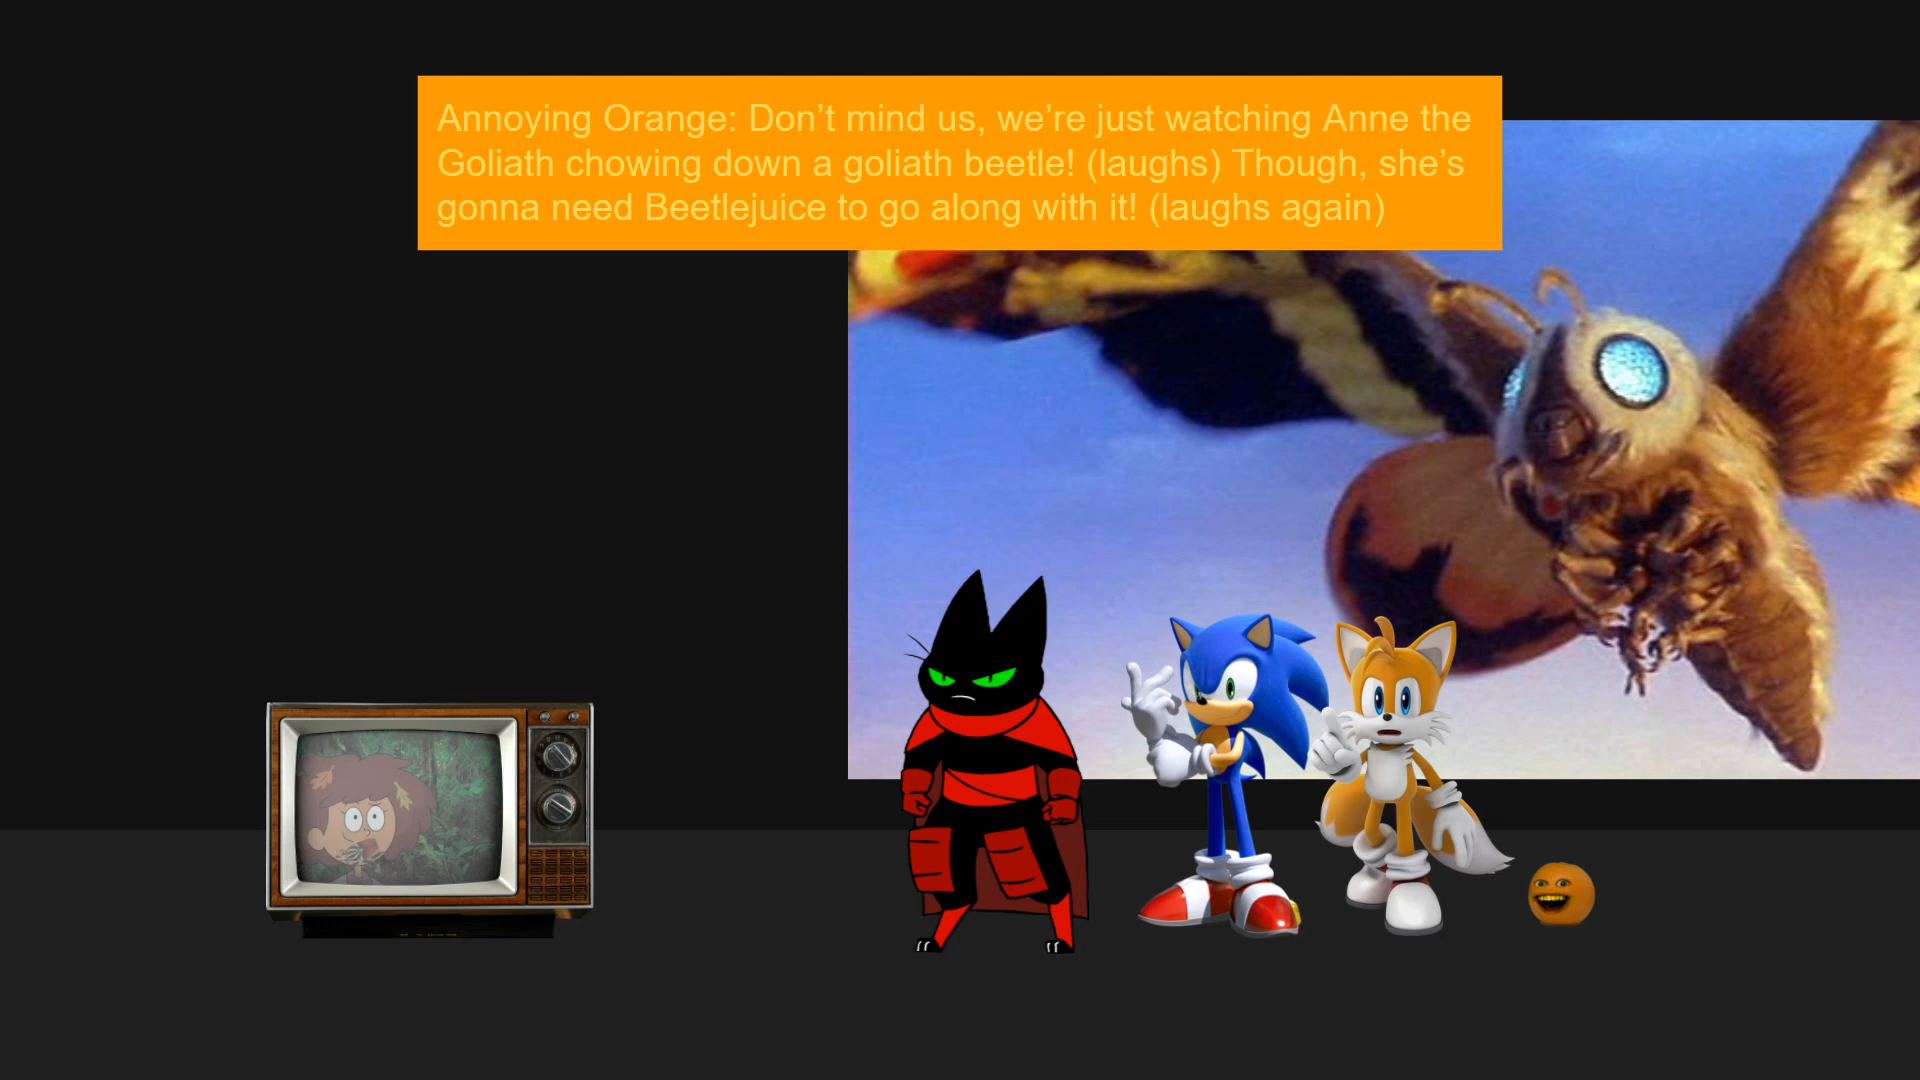 Annoying Orange: Don’t mind us, we’re just watching Anne the
Goliath chowing down a goliath beetle! (laughs) Though, she’s
gonna need Beetlejuice to go along with it! (laughs again)